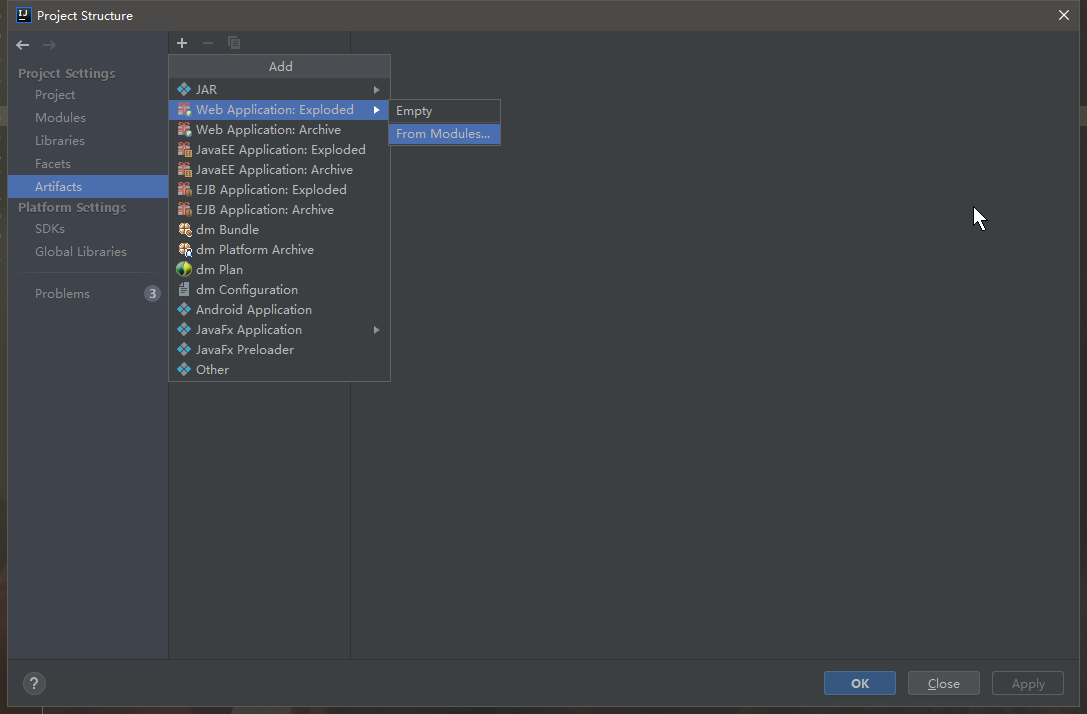 Project Structure
Project Settings
Project
Modules
Libraries
Facets
Artifacts
Platform Settings
SDKs
Global Libraries
Problems 3
Add
JAR
Web Application: Exploded
Web Application: Archive
JavaEE Application: Exploded
JavaEE Application: Archive
EJB Application: Exploded
EJB Application: Archive
dm Bundle
dm Platform Archive
dm Plan
dm Configuration
Android Application
JavaFx Application
JavaFx Preloader
Other
Empty
From Modules...
?
OK Close Apply